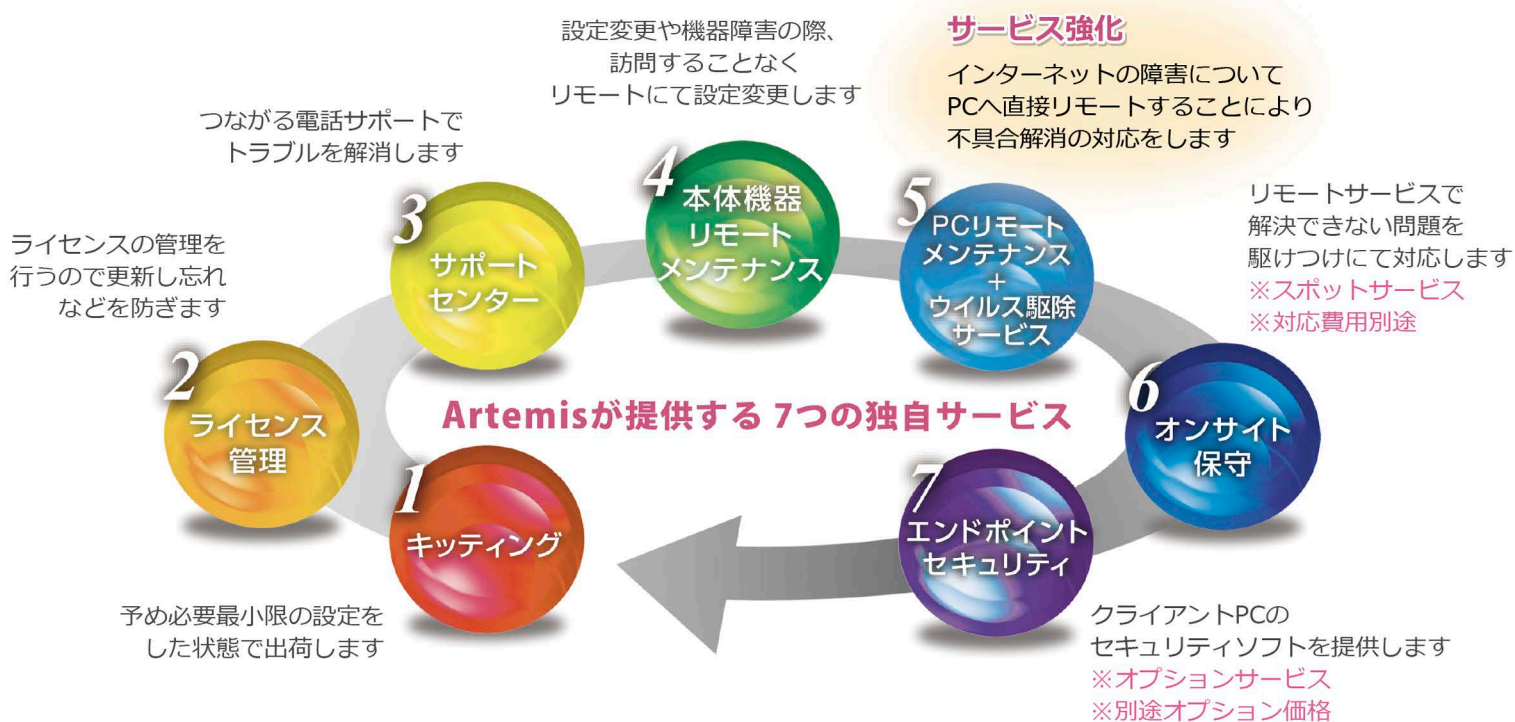 サービス強化
インターネットの障害について
PCへ直接リモートすることにより
不具合解消の対応をします
設定変更や機器障害の際、
訪問することなく
リモートにて設定変更します
つながる電話サポートで
トラブルを解消します
ライセンスの管理を
行うので更新し忘れ
などを防ぎます
リモートサービスで
解決できない問題を
駆けつけにて対応します
※スポットサービス
※対応費用別途
Artemisが提供する 7つの独自サービス
1
キッティング
予め必要最小限の設定を
した状態で出荷します
2
ライセンス
管理
3
サポート
センター
4
本体機器
リモート
メンテナンス
5
PCリモート
メンテナンス
+
ウイルス駆除
サービス
6
オンサイト
保守
7
エンドポイント
セキュリティ
クライアントPCの
セキュリティソフトを提供します
※オプションサービス
※別途オプション価格